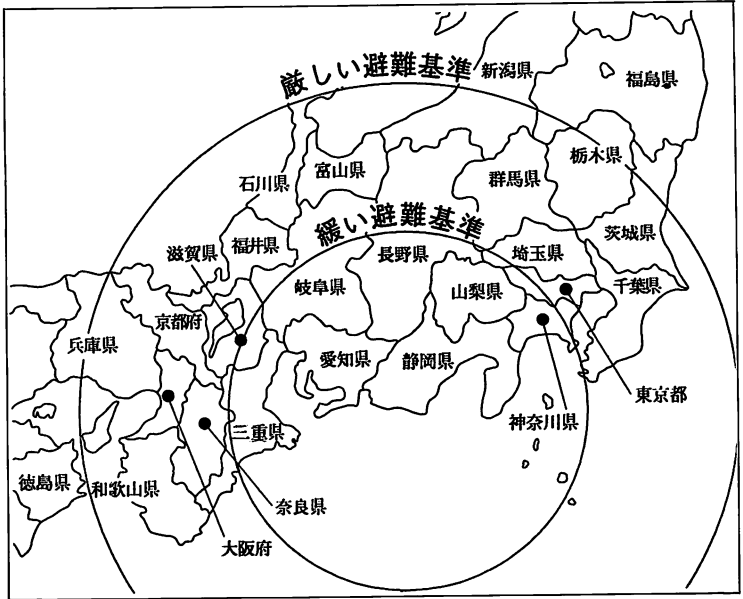 厳しい避難基準
新潟県
福島県
栃木県
富山県
群馬県
石川県
緩い避難基準
茨城県
滋賀県
福井県
長野県
埼玉県
岐阜県
山梨県
千葉県
京都府
兵庫県
愛知県
静岡県
東京都
神奈川県
三重県
徳島県
和歌山県
奈良県
大阪府